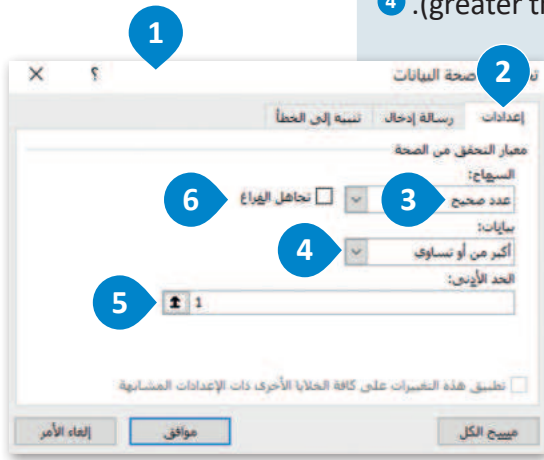 4 .(greater th
1
2
صحة البيانات
؟
إعدادات
رسالة إدخال
تنبيه إلى الخطأ
معيار التحقق من الصحة
السماح:
3
عدد صحيح
6
تجاهل الفراغ
بيانات:
4
أكبر من أو تساوي
الحد الأدنى:
5
1
تطبيق هذه التغييرات على كافة الخلايا الأخرى ذات الإعدادات المشابهة
مسح الكل
موافق
إلغاء الأمر